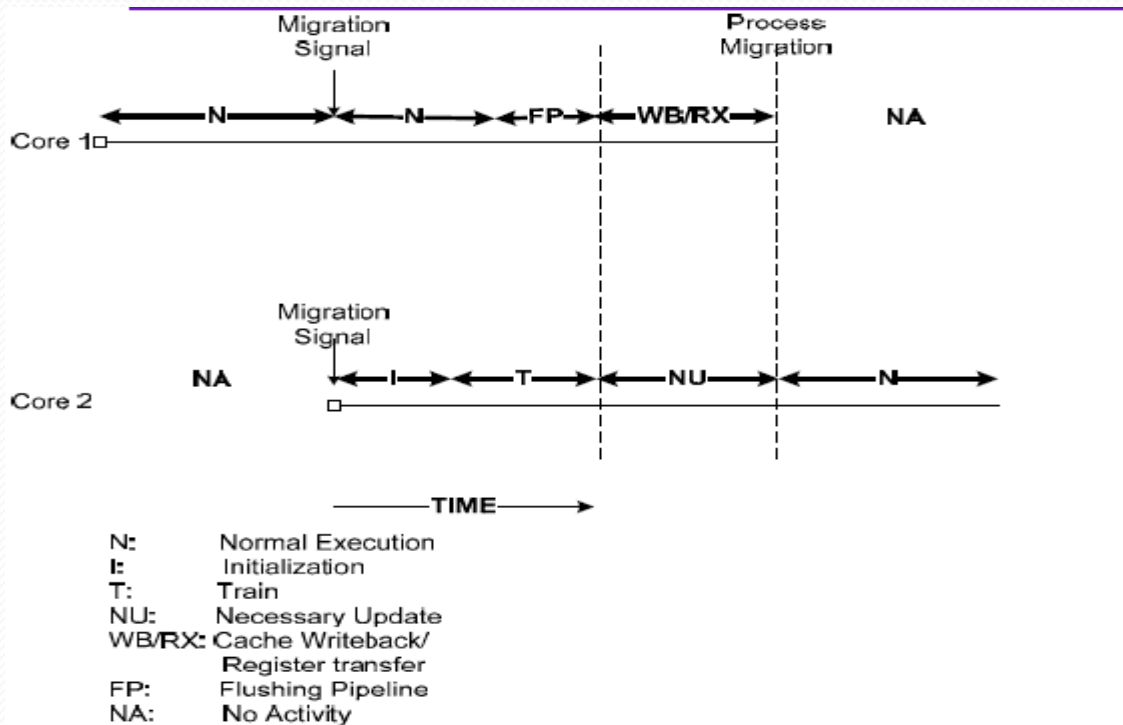 Migration
Signal
Process
Migration
N
N
FP
WB/RX
NA
Core 1
Migration
Signal
NA
I
T
NU
N
Core 2
TIME
N: Normal Execution
I: Initialization
T: Train
NU: Necessary Update
WB/RX: Cache Writeback/
Register transfer
FP: Flushing Pipeline
NA: No Activity